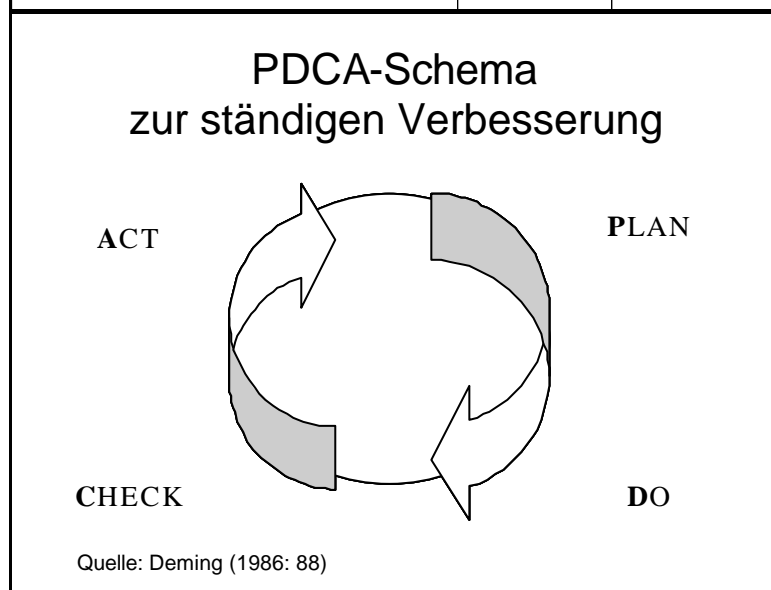 PDCA-Schema
zur ständigen Verbesserung
ACT
PLAN
CHECK
DO
Quelle: Deming (1986: 88)